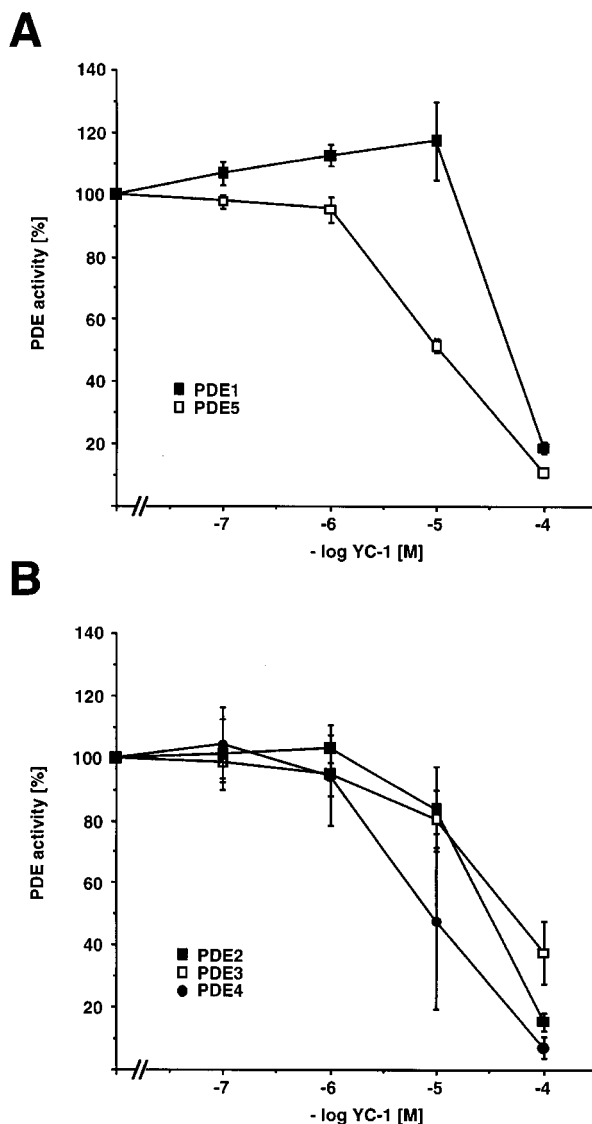 A
140
120
100
80
60
40
20
PDE activity [%]
PDE1
PDE5
-7 -6 -5 -4
- log YC-1 [M]
B
140
120
100
80
60
40
20
PDE activity [%]
PDE2
PDE3
PDE4
-7 -6 -5 -4
- log YC-1 [M]